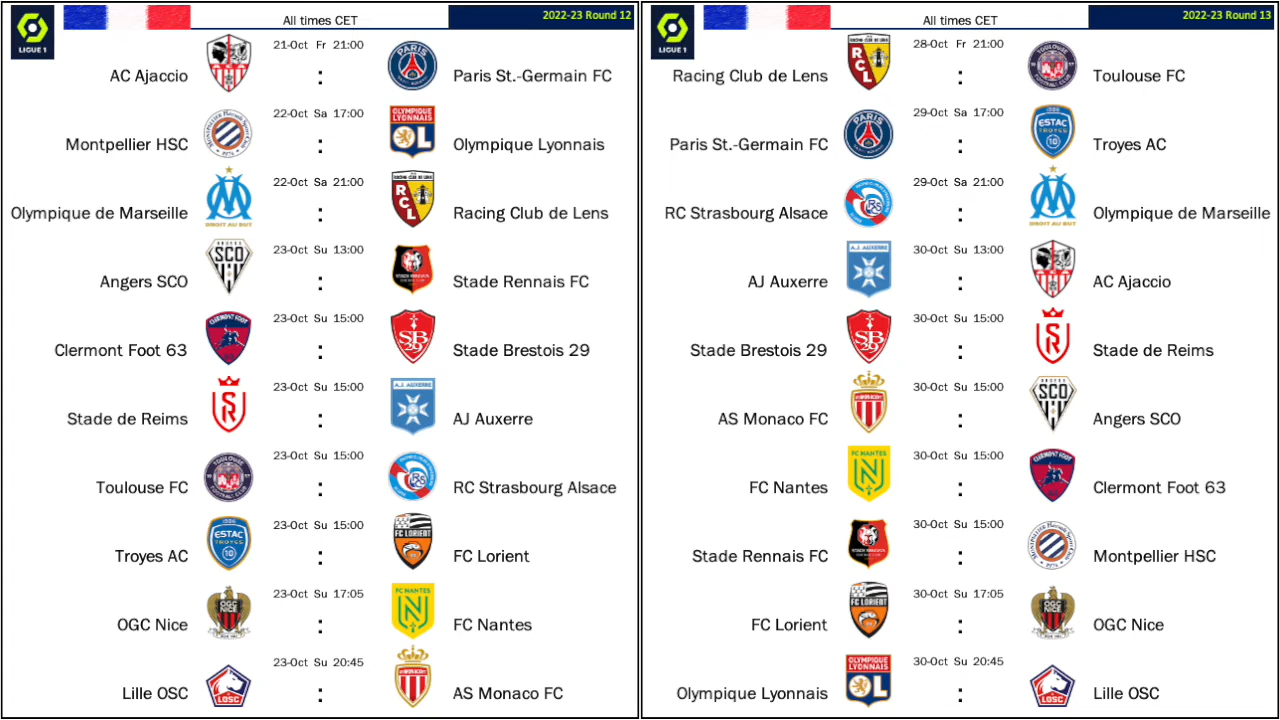 LIGUE 1
All times CET
2022-23 Round 12
AC Ajaccio
21-Oct Fr 21:00
:
Paris St.-Germain FC
Montpellier HSC
22-Oct Sa 17:00
:
Olympique Lyonnais
Olympique de Marseille
22-Oct Sa 21:00
:
Racing Club de Lens
Angers SCO
23-Oct Su 13:00
:
Stade Rennais FC
Clermont Foot 63
23-Oct Su 15:00
:
Stade Brestois 29
Stade de Reims
23-Oct Su 15:00
:
AJ Auxerre
Toulouse FC
23-Oct Su 15:00
:
RC Strasbourg Alsace
Troyes AC
23-Oct Su 15:00
:
FC Lorient
OGC Nice
23-Oct Su 17:05
:
FC Nantes
Lille OSC
23-Oct Su 20:45
:
AS Monaco FC
LIGUE 1
All times CET
2022-23 Round 13
Racing Club de Lens
28-Oct Fr 21:00
:
Toulouse FC
Paris St.-Germain FC
29-Oct Sa 17:00
:
Troyes AC
RC Strasbourg Alsace
29-Oct Sa 21:00
:
Olympique de Marseille
AJ Auxerre
30-Oct Su 13:00
:
AC Ajaccio
Stade Brestois 29
30-Oct Su 15:00
:
Stade de Reims
AS Monaco FC
30-Oct Su 15:00
:
Angers SCO
FC Nantes
30-Oct Su 15:00
:
Clermont Foot 63
Stade Rennais FC
30-Oct Su 15:00
:
Montpellier HSC
FC Lorient
30-Oct Su 17:05
:
OGC Nice
Olympique Lyonnais
30-Oct Su 20:45
:
Lille OSC